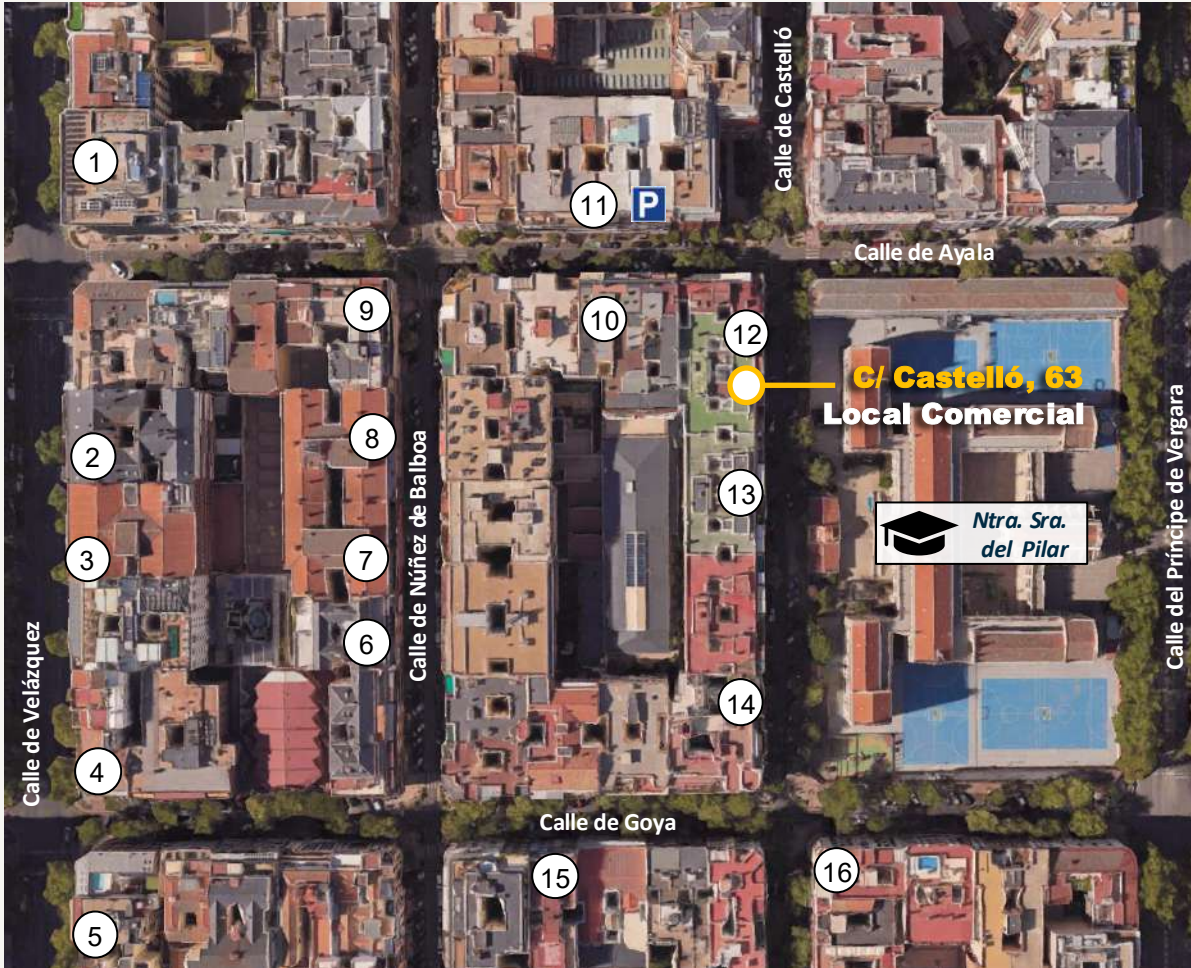 Calle de Castelló
1
11
P
Calle de Ayala
9
10
12
C/ Castelló, 63
Local Comercial
8
2
13
Calle de Núñez de Balboa
Ntra. Sra.
del Pilar
3
7
Calle del Príncipe de Vergara
6
Calle de Velázquez
14
4
Calle de Goya
15
16
5